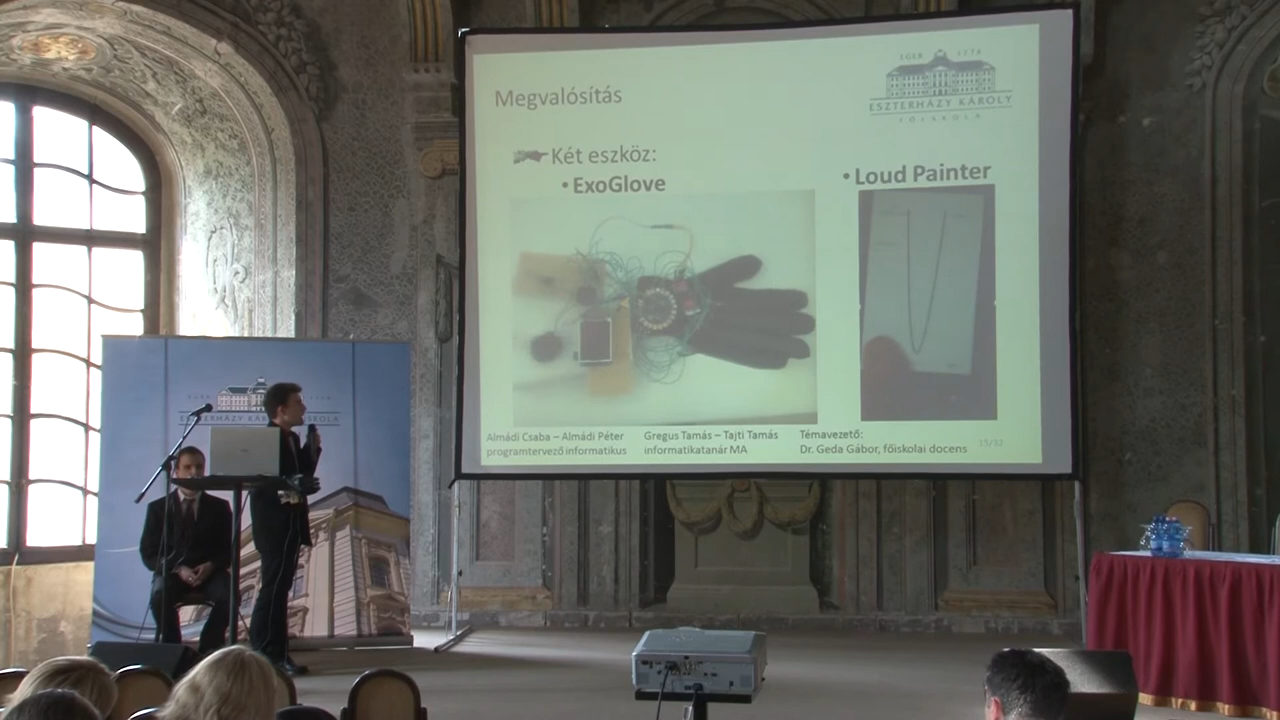 Megvalósítás
EGER 1774
ESZTERHÁZY KÁROLY
FŐISKOLA
Két eszköz:
• ExoGlove
• Loud Painter
Almádi Csaba – Almádi Péter
programtervező informatikus
Gregus Tamás – Tajti Tamás
informatikatanár MA
Témavezető:
Dr. Geda Gábor, főiskolai docens
15/32